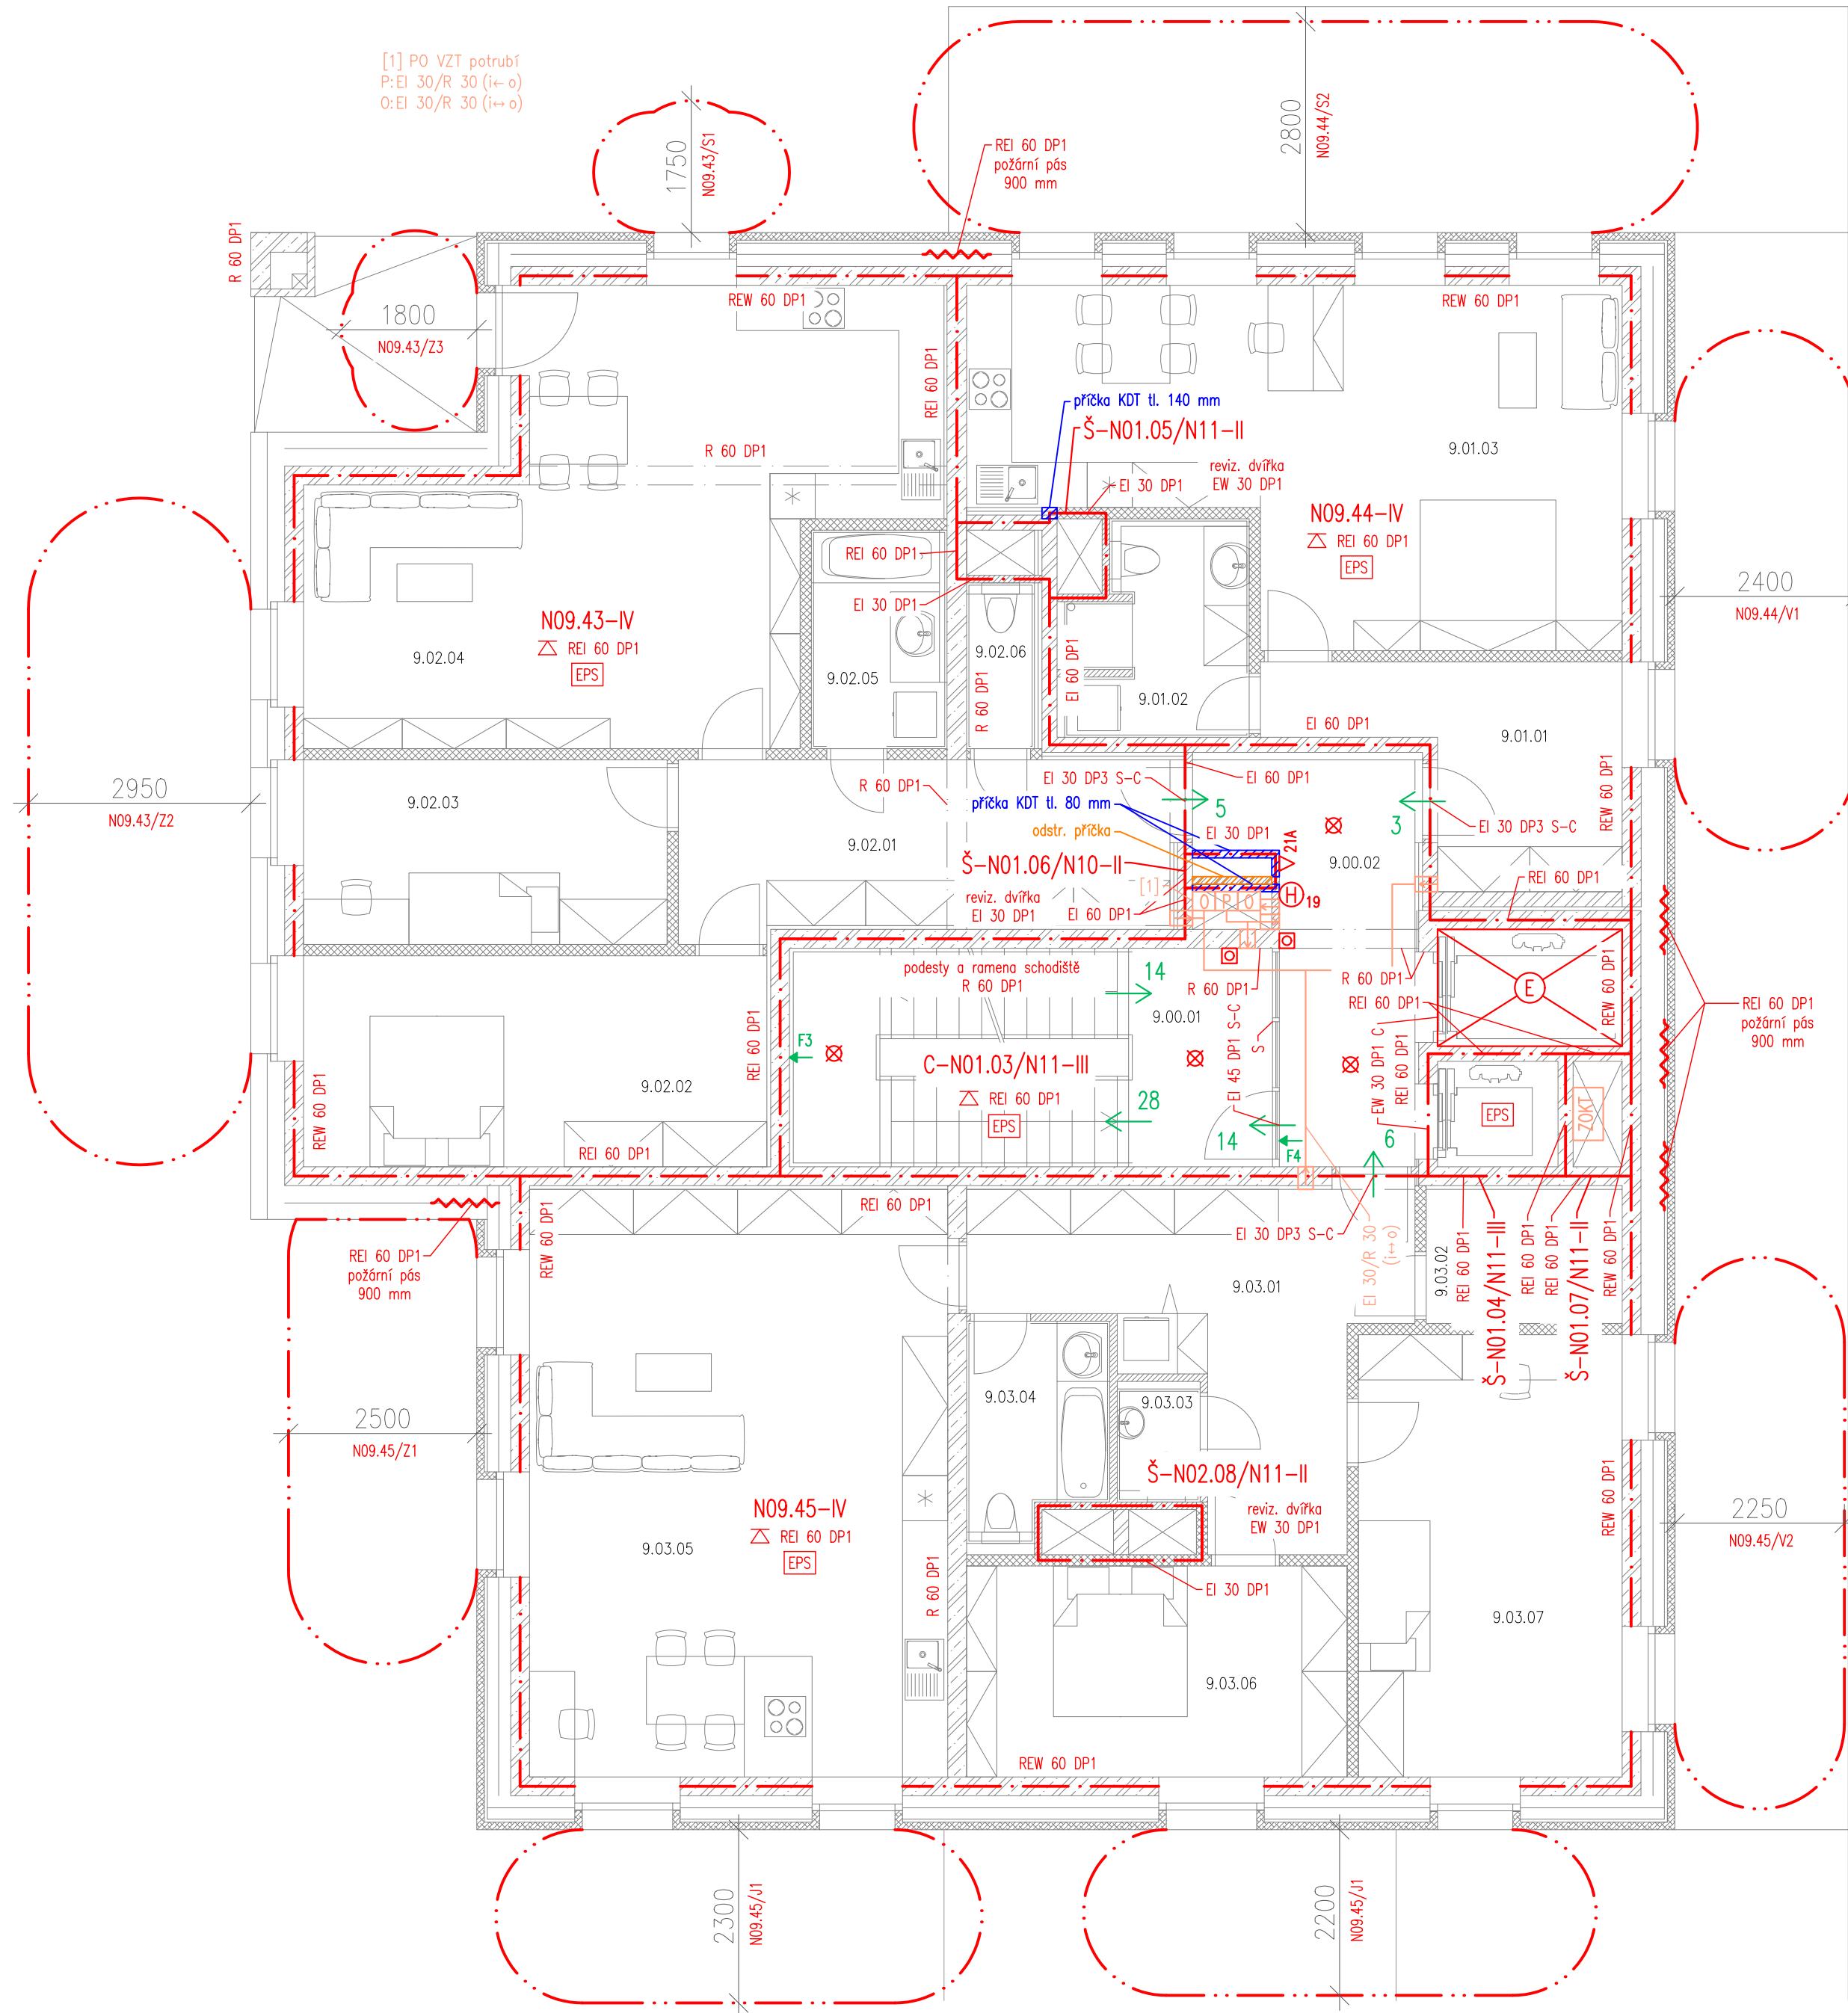 [1] PO VZT potrubí
P:EI 30/R 30 (i←o)
O:EI 30/R 30 (i↔o)
1750
N09.43/S1
2800
N09.44/S2
REI 60 DP1
požární pás
900 mm
R 60 DP1
1800
N09.43/Z3
REW 60 DP1
REW 60 DP1
REI 60 DP1
R 60 DP1
příčka KDT tl. 140 mm
Š-N01.05/N11-II
9.01.03
reviz. dvířka
EW 30 DP1
EI 30 DP1
N09.44-IV
REI 60 DP1
EPS
REI 60 DP1
EI 30 DP1
2400
N09.44/V1
N09.43-IV
REI 60 DP1
EPS
9.02.04
9.02.05
9.02.06
R 60 DP1
EI 60 DP1
9.01.02
EI 60 DP1
9.01.01
REW 60 DP1
2950
N09.43/Z2
9.02.03
R 60 DP1
EI 30 DP3 S-C
EI 60 DP1
příčka KDT tl. 80 mm
5
3
EI 30 DP3 S-C
odstr. příčka
EI 30 DP1
21A
9.02.01
9.00.02
Š-N01.06/N10-II
[1]
reviz. dvířka
EI 30 DP1
EI 60 DP1
O P O
H 19
REI 60 DP1
podesty a ramena schodiště
R 60 DP1
14
R 60 DP1
R 60 DP1
REI 60 DP1
E
REW 60 DP1
REI 60 DP1
požární pás
900 mm
9.00.01
F3
REI 60 DP1
C-N01.03/N11-III
REI 60 DP1
EPS
28
EI 45 DP1 S-C
S
EW 30 DP1 C
REI 60 DP1
EPS
ZOKT
9.02.02
REW 60 DP1
REI 60 DP1
14
F4
6
REI 60 DP1
REW 60 DP1
REI 60 DP1
požární pás
900 mm
EI 30 DP3 S-C
EI 30/R 30
(i↔o)
9.03.02
REI 60 DP1
Š-N01.04/N11-III
REI 60 DP1
REI 60 DP1
Š-N01.07/N11-II
REW 60 DP1
9.03.01
9.03.04
9.03.03
2500
N09.45/Z1
Š-N02.08/N11-II
reviz. dvířka
EW 30 DP1
N09.45-IV
REI 60 DP1
EPS
9.03.05
REW 60 DP1
2250
N09.45/V2
R 60 DP1
EI 30 DP1
9.03.07
9.03.06
REW 60 DP1
2300
N09.45/J1
2200
N09.45/J1